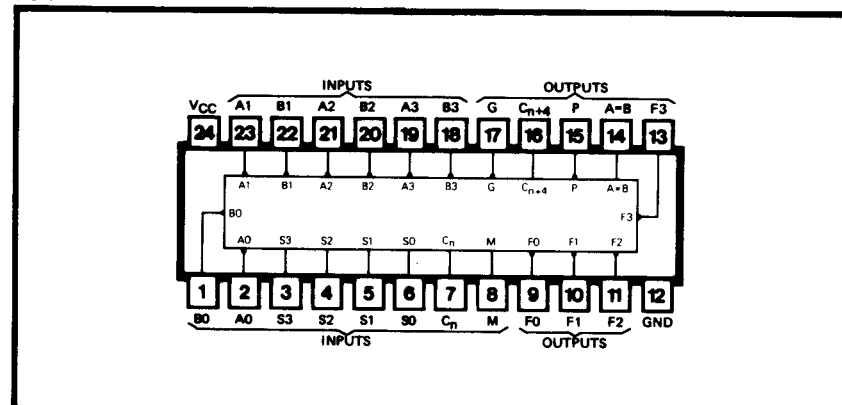 INPUTS OUTPUTS
VCC A1 B1 A2 B2 A3 B3 G Cn+4 P A=B F3
24 23 22 21 20 19 18 17 16 15 14 13
A1 B1 A2 B2 A3 B3 G Cn+4 P A=B
B0 F3
A0 S3 S2 S1 S0 Cn M F0 F1 F2
1 2 3 4 5 6 7 8 9 10 11 12
B0 A0 S3 S2 S1 S0 Cn M F0 F1 F2 GND
INPUTS OUTPUTS